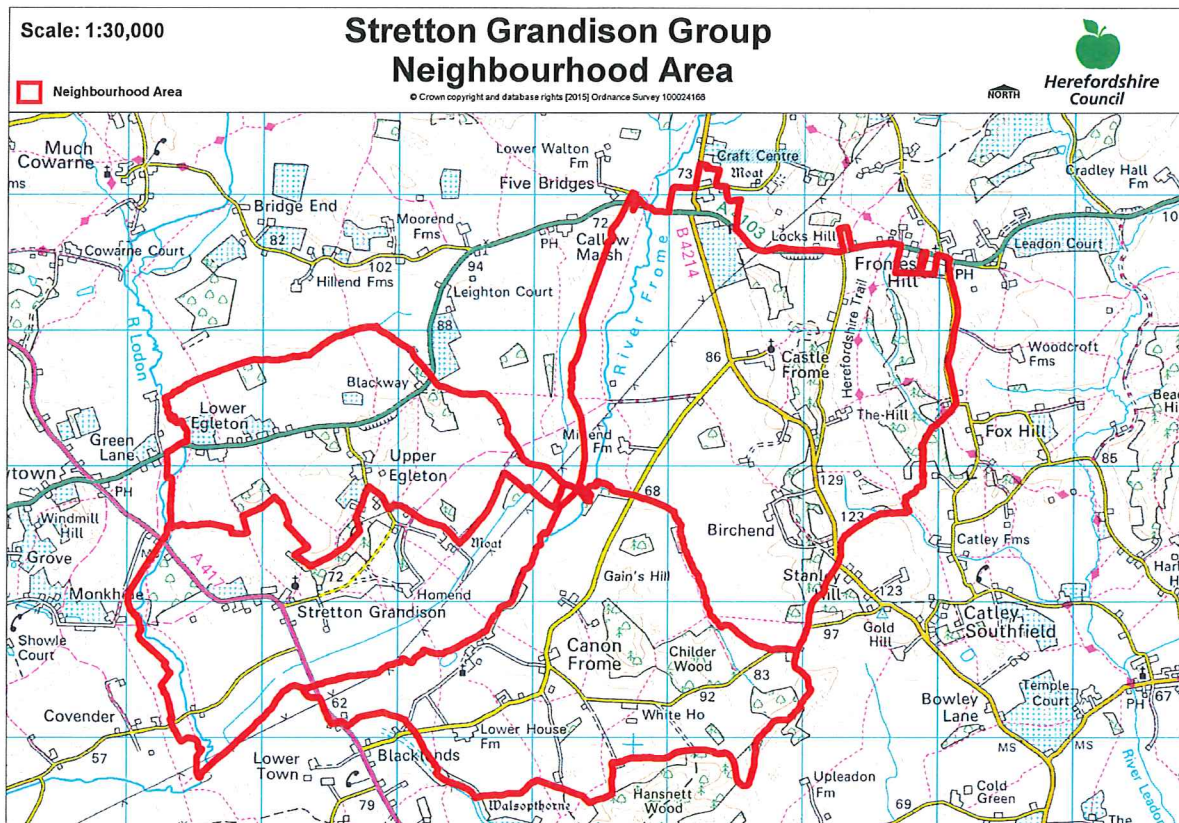 Scale: 1:30,000
Stretton Grandison Group
Neighbourhood Area
Neighbourhood Area
© Crown copyright and database rights [2015] Ordnance Survey 100024168
NORTH
Herefordshire
Council
Much
Cowarne
Lower Walton
Fm
Five Bridges
73
Craft Centre
Moat
Cradley Hall
Fm
Bridge End
Moorend
Fms
72
PH
Callow
Marsh
A4103
B4214
Locks Hill
Leadon Court
Cowarne Court
82
102
94
Hillend Fms
Leighton Court
Fromes
Hill
PH
R Lodon
88
River Frome
Herefordshire Trail
Woodcroft
Fms
86
Castle
Frome
Blackway
Lower
Egleton
Green
Lane
The Hill
Fox Hill
85
Upper
Egleton
PH
68
129
Windmill
Hill
Birchend
123
Grove
Moat
Catley Fms
A417
Gain's Hill
Monkhide
72
Homend
Stanley
Hill
123
Stretton Grandison
Showle
Court
97
Gold
Hill
Catley
Southfield
Canon
Frome
Childer
Wood
83
92
Bowley
Lane
Temple
Court
67
PH
Covender
62
White Ho
57
Lower
Town
Blacklands
Lower House
Fm
MS
MS
79
Walsopthorne
Hansnett
Wood
Upleadon
Fm
69
Cold
Green
River Leadon
The